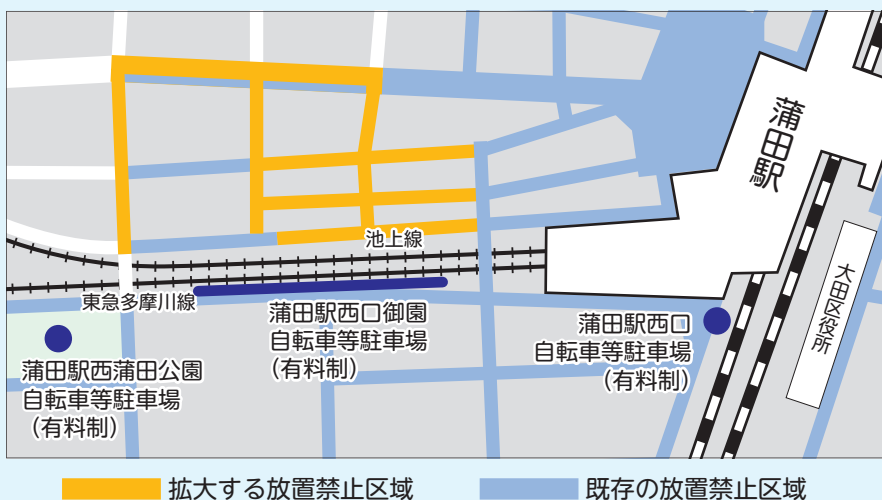 蒲田駅
池上線
大田区役所
東急多摩川線
蒲田駅西口御園
自転車等駐車場
（有料制）
蒲田駅西口
自転車等駐車場
（有料制）
蒲田駅西蒲田公園
自転車等駐車場
（有料制）
拡大する放置禁止区域
既存の放置禁止区域